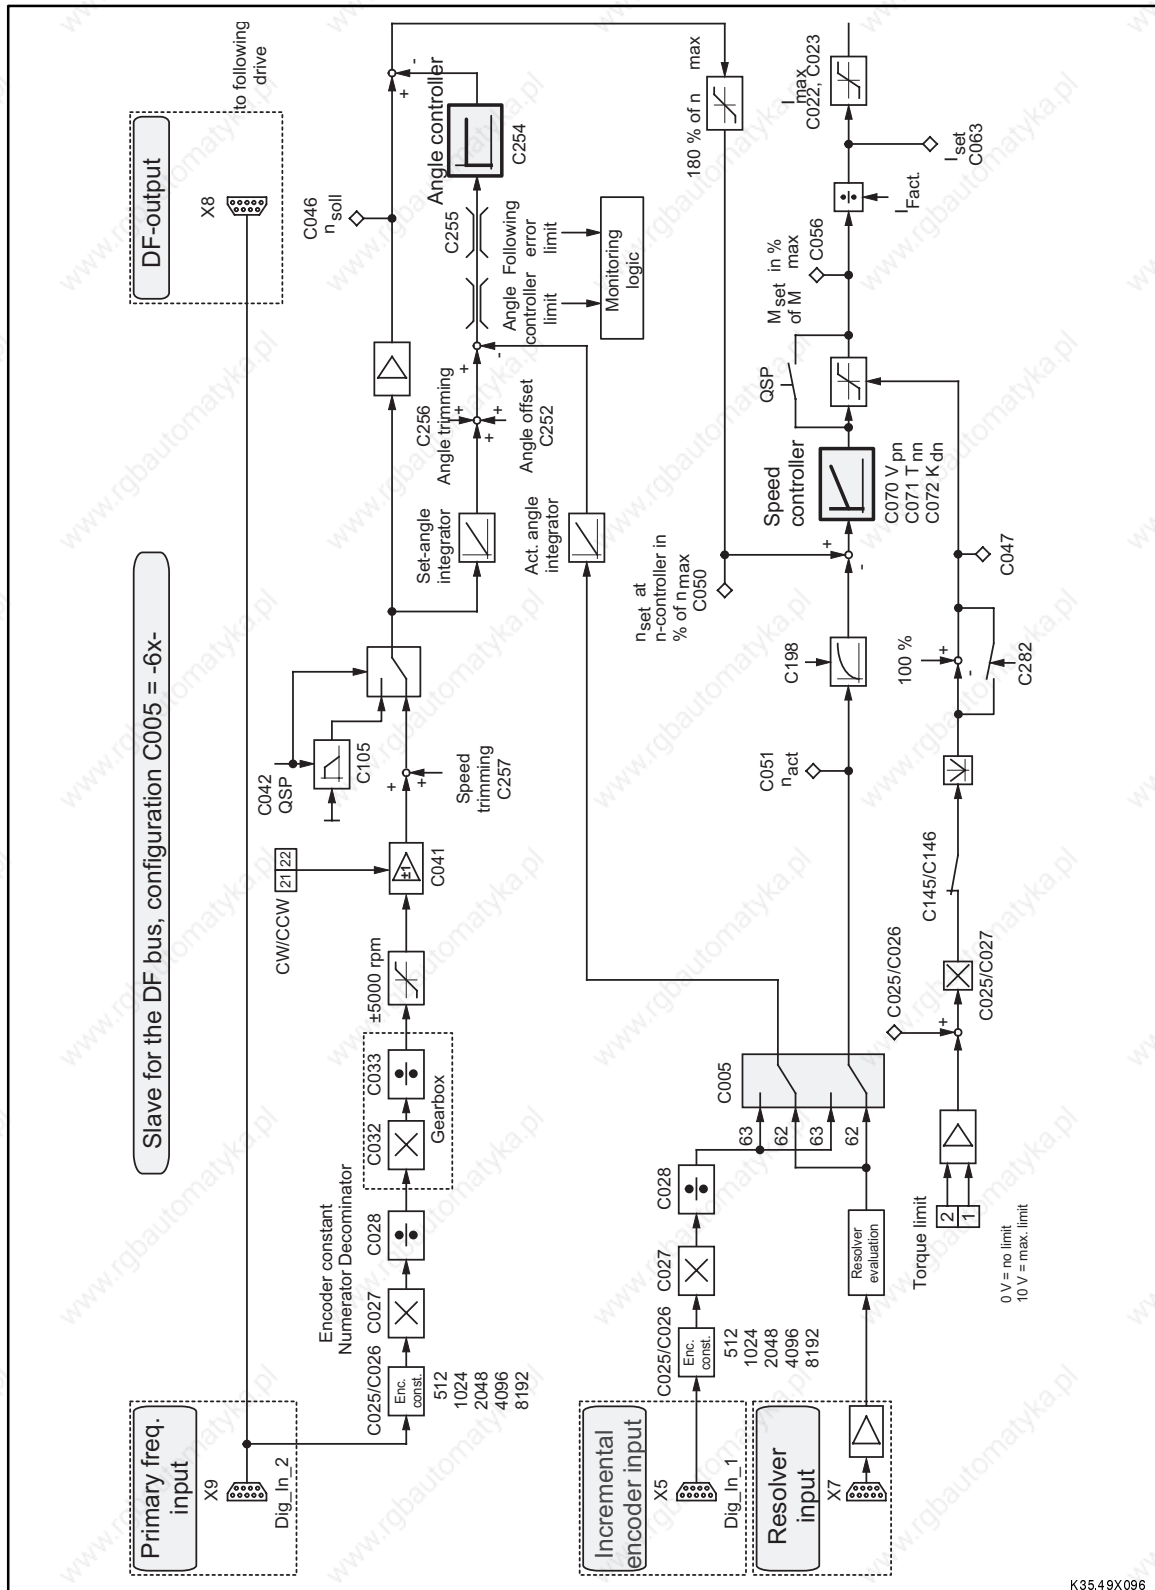 Slave for the DF bus, configuration C005 = -6x-
Primary freq.
input
X9
Dig_In_2
DF-output
X8
to following
drive
C025/C026
Enc.
const.
512
1024
2048
4096
8192
Encoder constant
Numerator Decominator
C027
C028
C032
C033
Gearbox
±5000 rpm
CW/CCW
21 22
±1
C041
+
+
Speed
trimming
C257
C042
QSP
C105
C046
n soll
Set-angle
integrator
C256
Angle trimming
+
+
+
Angle offset
C252
Act. angle
integrator
+
-
Angle
controller
limit
Following
error
limit
Monitoring
logic
C255
Angle controller
C254
+
-
180 % of n max
Incremental
encoder input
X5
Dig_In_1
C025/C026
Enc.
const.
512
1024
2048
4096
8192
C027
C028
63
62
63
62
C005
Resolver
input
X7
Resolver
evaluation
C051
n act
C198
n set at
n-controller in
% of n max
C050
+
-
Speed
controller
C070 V pn
C071 T nn
C072 K dn
QSP
M set in %
of M max
C056
I Fact.
I set
C063
I max
C022, C023
Torque limit
2
1
0 V = no limit
10 V = max. limit
C025/C026
+
C025/C027
C145/C146
100 %
+
-
C282
C047
K35.49X096
www.rgbautomatyka.pl